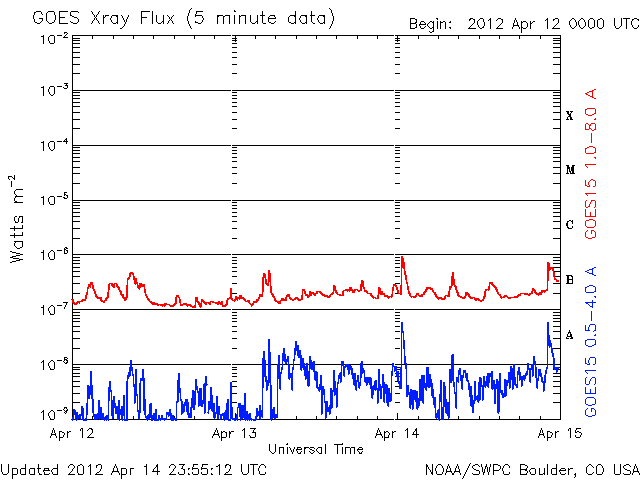 GOES Xray Flux (5 minute data)
Begin: 2012 Apr 12 0000 UTC
10⁻²
10⁻³
10⁻⁴
10⁻⁵
10⁻⁶
10⁻⁷
10⁻⁸
10⁻⁹
Watts m⁻²
X
M
C
B
A
GOES15 1.0-8.0 A
GOES15 0.5-4.0 A
Apr 12
Apr 13
Apr 14
Apr 15
Universal Time
Updated 2012 Apr 14 23:55:12 UTC
NOAA/SWPC Boulder, CO USA